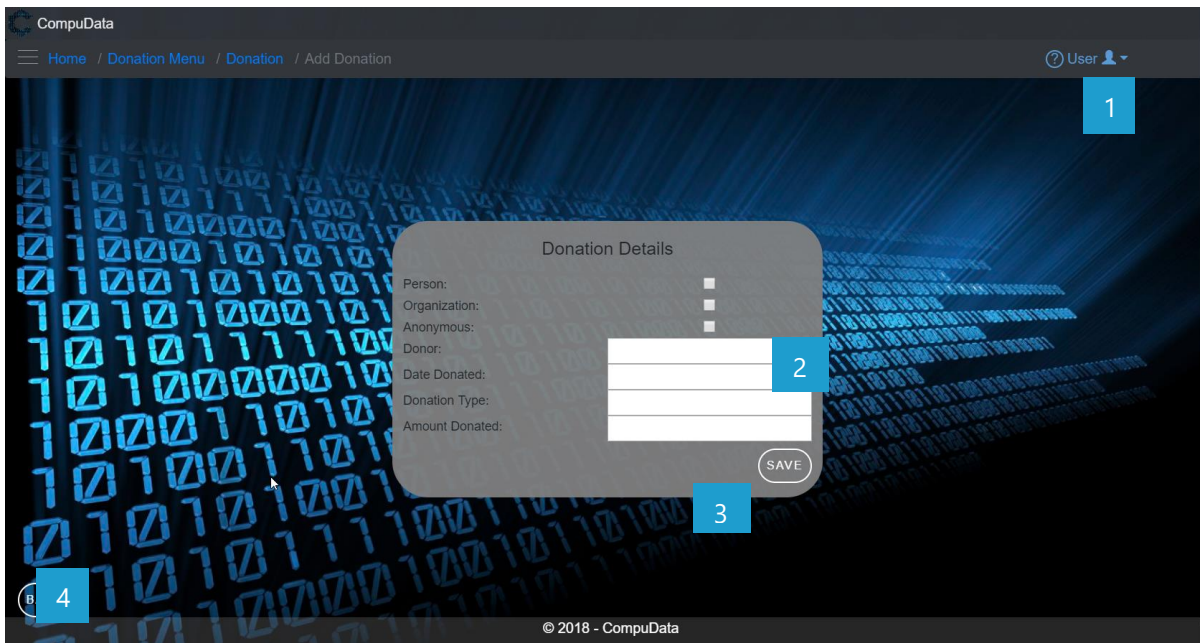 CompuData
Home / Donation Menu / Donation / Add Donation
? User
1
Donation Details
Person:
Organization:
Anonymous:
Donor:
2
Date Donated:
Donation Type:
Amount Donated:
SAVE
3
4
© 2018 - CompuData